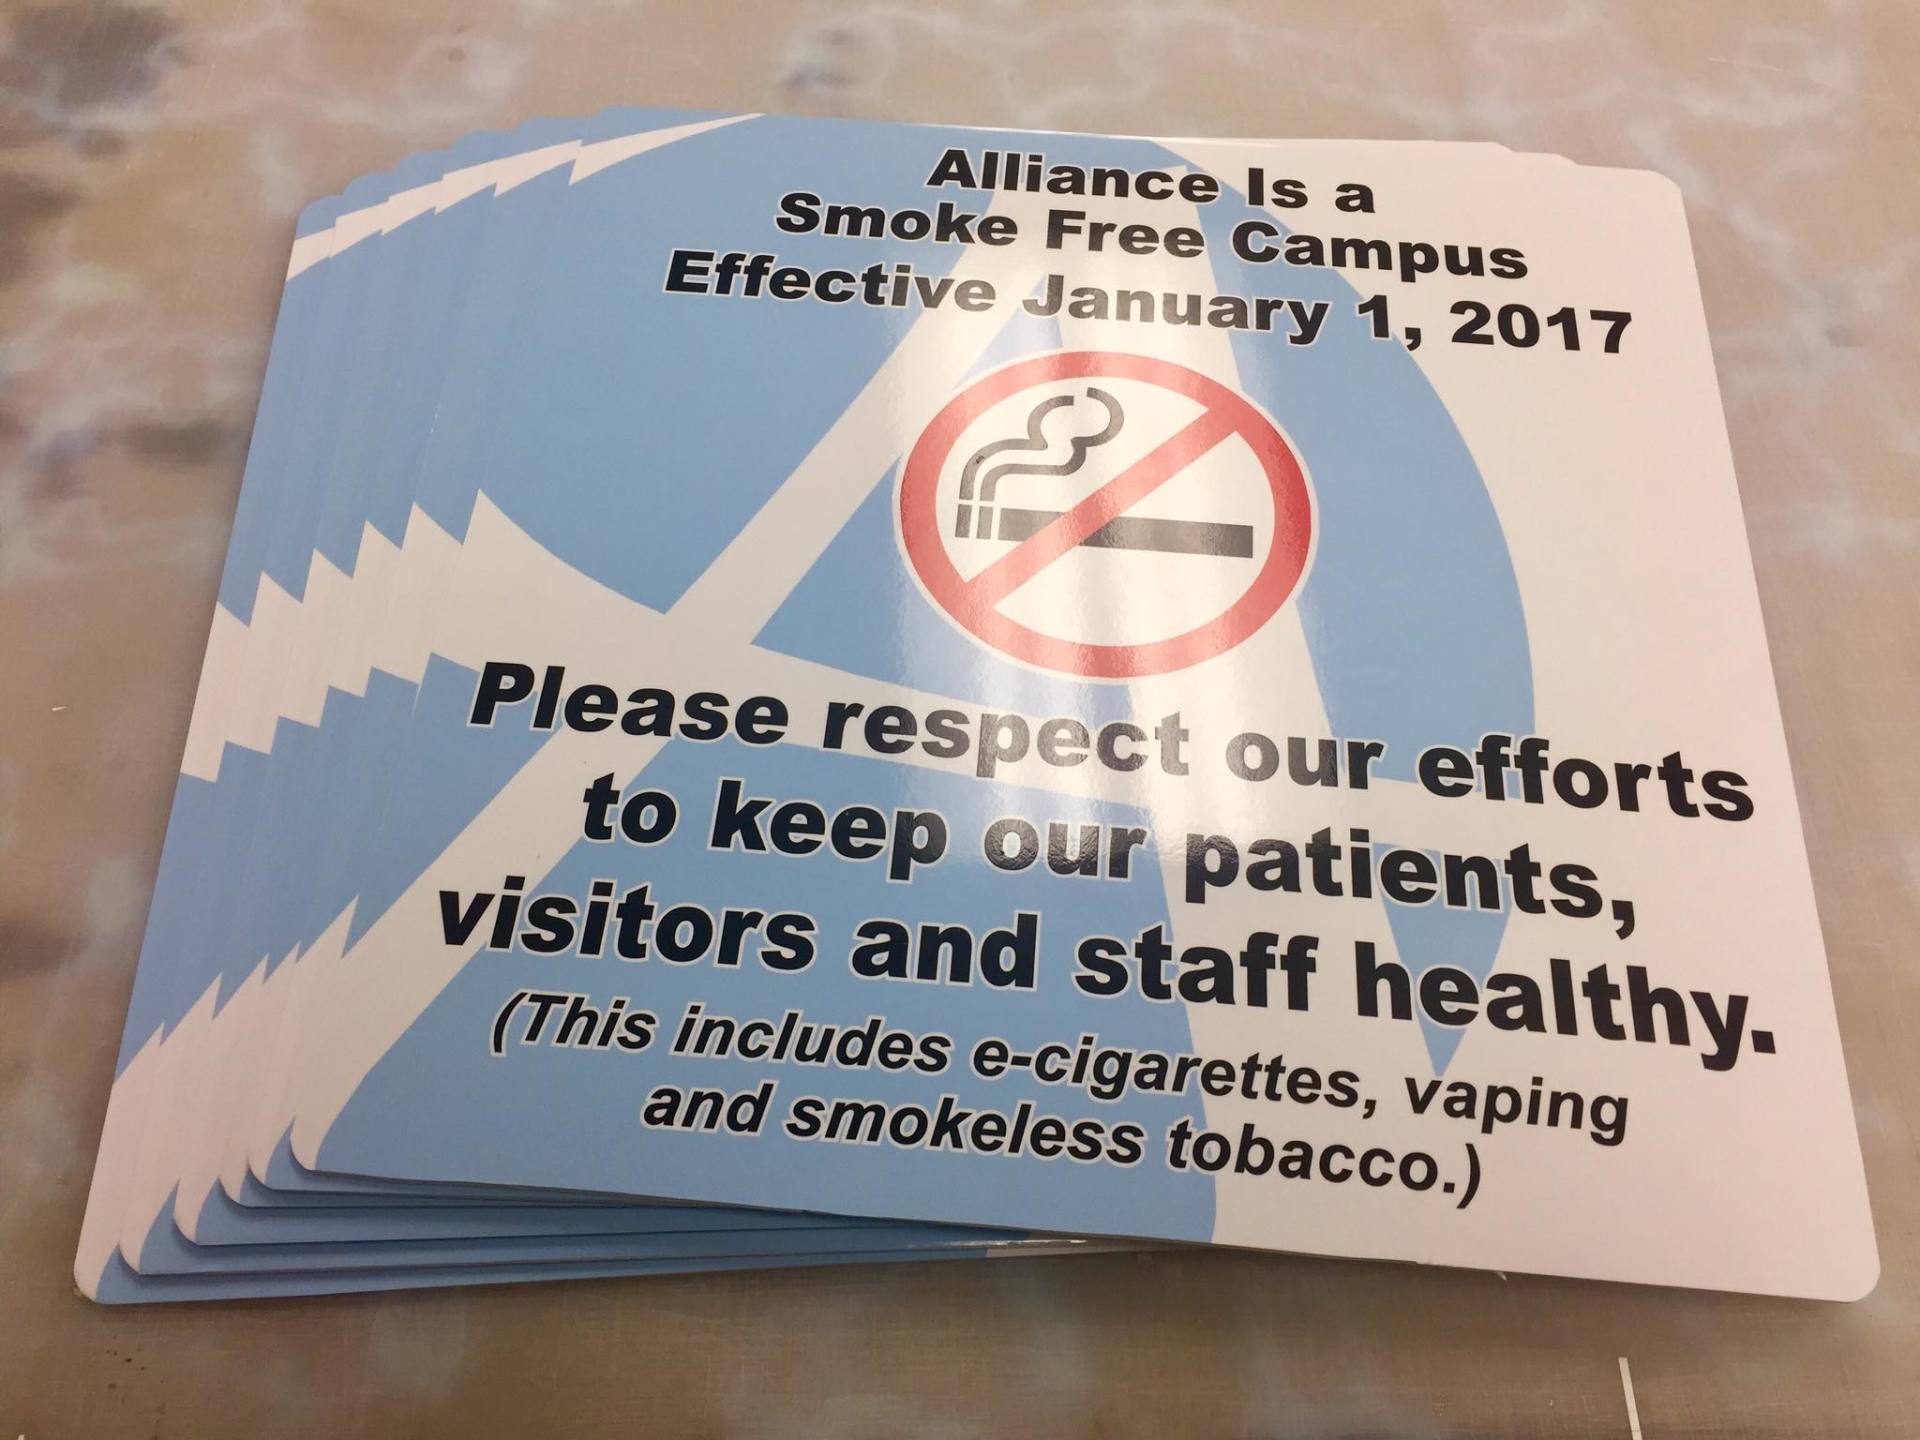 Alliance Is a
Smoke Free Campus
Effective January 1, 2017
Please respect our efforts
to keep our patients,
visitors and staff healthy.
(This includes e-cigarettes, vaping
and smokeless tobacco.)